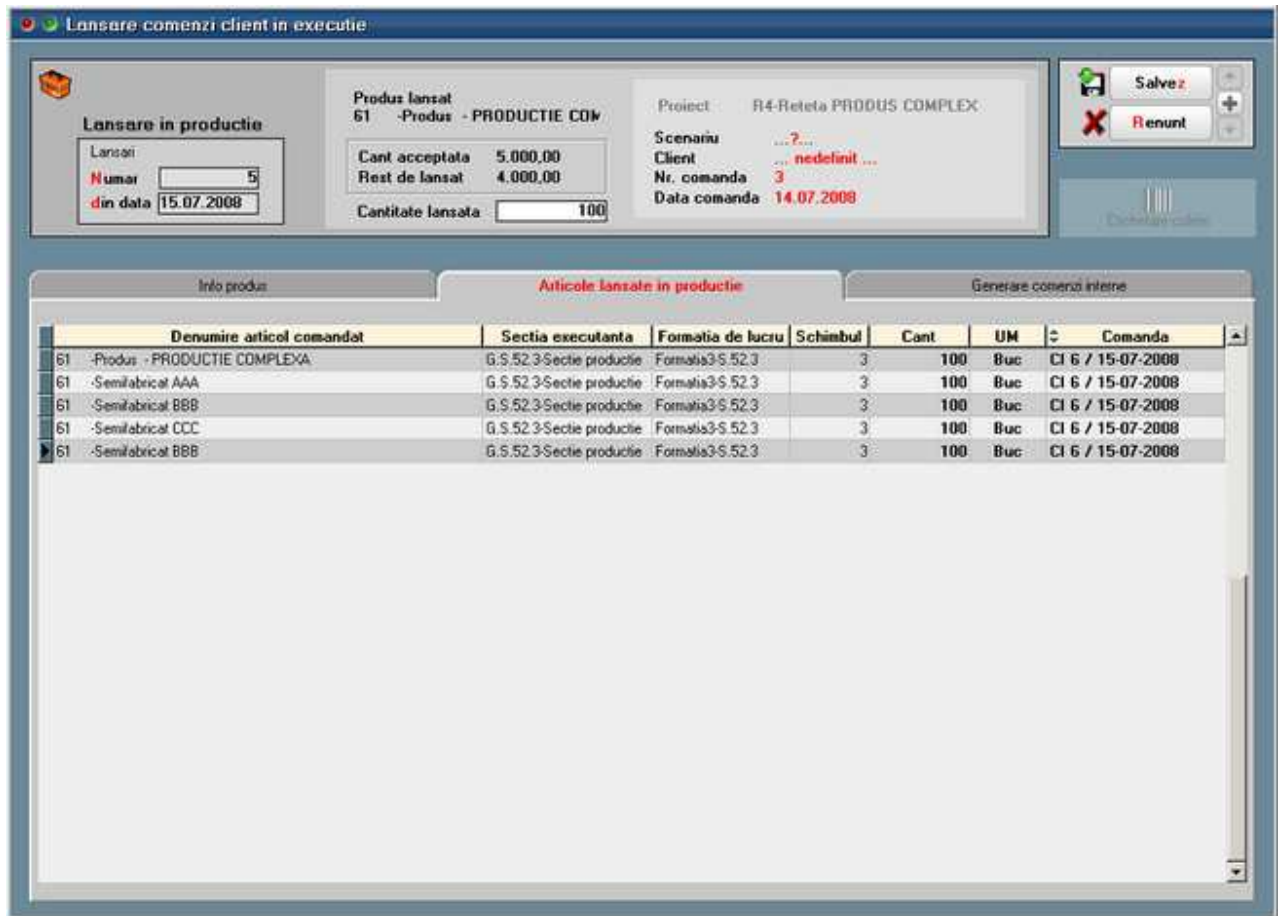 Lansare comenzi client in executie
Lansare in productie
Lansari
Numar 5
din data 15.07.2008
Produs lansat
61 -Produs - PRODUCTIE COM
Cant acceptata 5.000,00
Rest de lansat 4.000,00
Cantitate lansata 100
Proiect R4-Reteta PRODUS COMPLEX
Scenariu ...?...
Client ... nedefinit ...
Nr. comanda 3
Data comanda 14.07.2008
Salvez
Renunt
Info produs Articole lansate in productie Generare comenzi interne
Denumire articol comandat Sectia executanta Formatia de lucru Schimbul Cant UM Comanda
61 -Produs - PRODUCTIE COMPLEXA G.S.52.3-Sectie productie Formatia3-S.52.3 3 100 Buc CI 6 / 15-07-2008
61 -Semifabricat AAA G.S.52.3-Sectie productie Formatia3-S.52.3 3 100 Buc CI 6 / 15-07-2008
61 -Semifabricat BBB G.S.52.3-Sectie productie Formatia3-S.52.3 3 100 Buc CI 6 / 15-07-2008
61 -Semifabricat CCC G.S.52.3-Sectie productie Formatia3-S.52.3 3 100 Buc CI 6 / 15-07-2008
61 -Semifabricat BBB G.S.52.3-Sectie productie Formatia3-S.52.3 3 100 Buc CI 6 / 15-07-2008